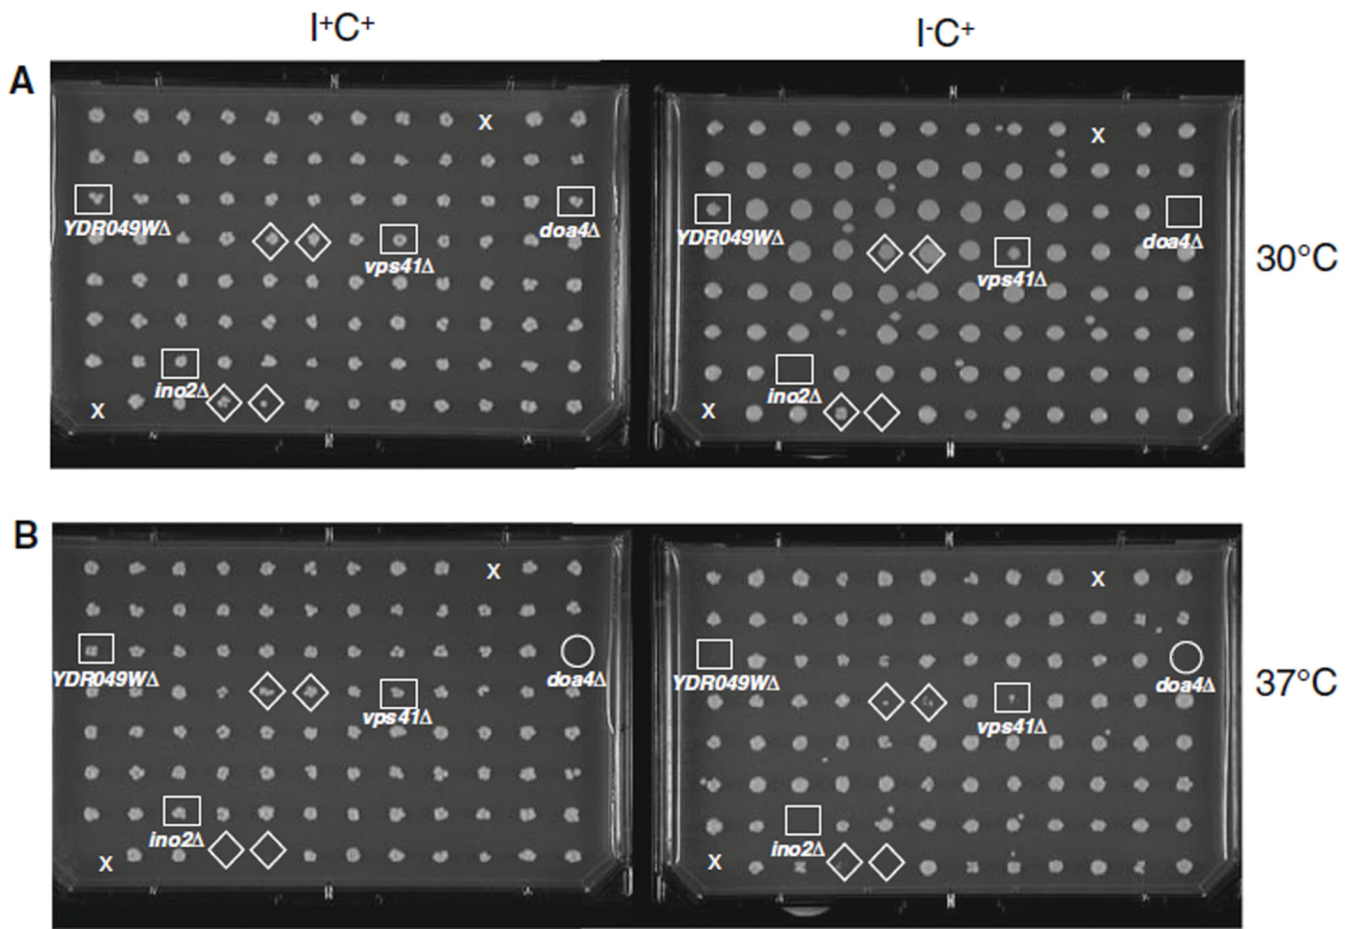 I⁺C⁺
I⁻C⁺
A
X
X
YDR049WΔ
doa4Δ
YDR049WΔ
doa4Δ
vps41Δ
vps41Δ
30°C
ino2Δ
ino2Δ
X
X
B
X
X
YDR049WΔ
doa4Δ
YDR049WΔ
doa4Δ
vps41Δ
vps41Δ
37°C
ino2Δ
ino2Δ
X
X